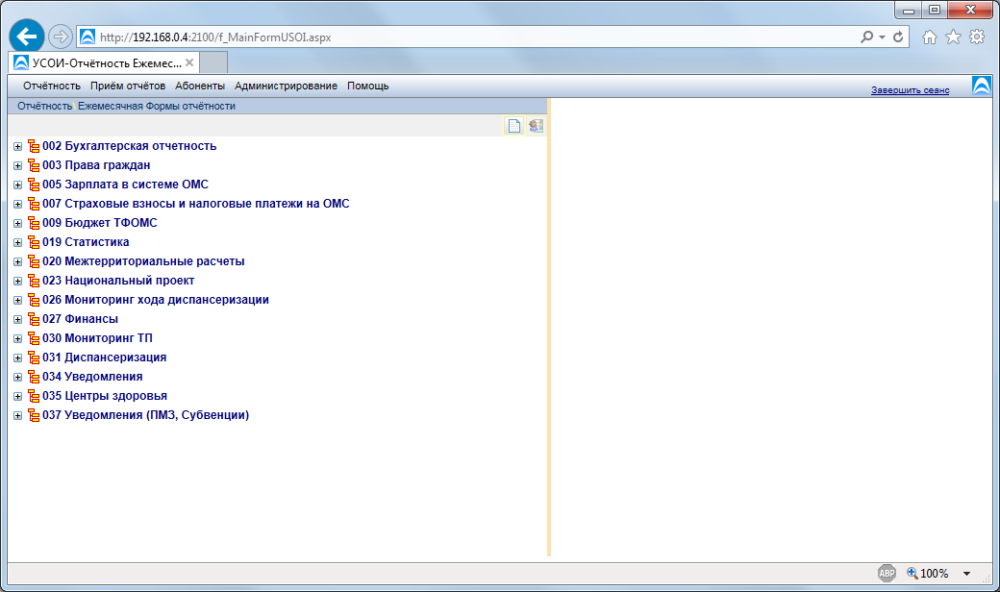 http://192.168.0.4:2100/f_MainFormUSOI.aspx
УСОИ-Отчётность Ежемес...
Отчётность Приём отчётов Абоненты Администрирование Помощь
Завершить сеанс
Отчётность\ Ежемесячная Формы отчётности
002 Бухгалтерская отчетность
003 Права граждан
005 Зарплата в системе ОМС
007 Страховые взносы и налоговые платежи на ОМС
009 Бюджет ТФОМС
019 Статистика
020 Межтерриториальные расчеты
023 Национальный проект
026 Мониторинг хода диспансеризации
027 Финансы
030 Мониторинг ТП
031 Диспансеризация
034 Уведомления
035 Центры здоровья
037 Уведомления (ПМЗ, Субвенции)
ABP 100%